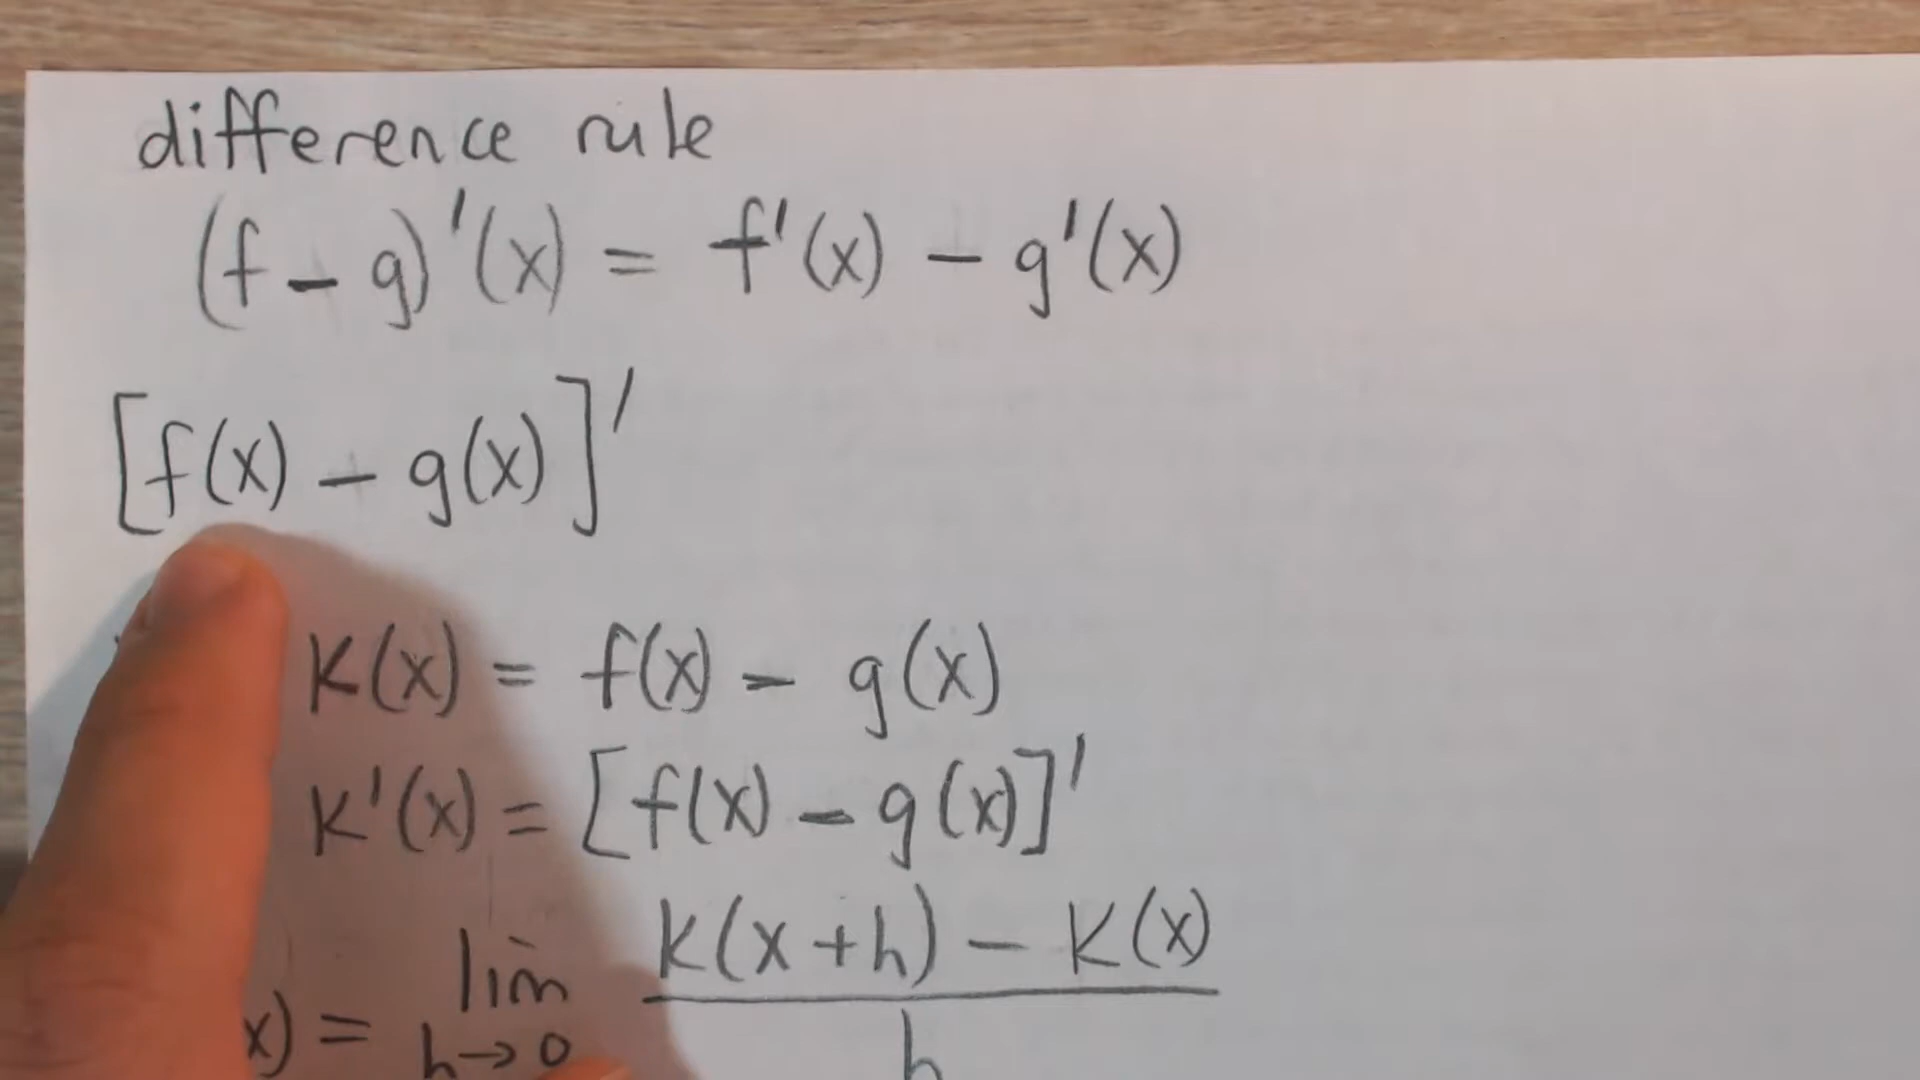 difference rule
(f - g)'(x) = f'(x) - g'(x)
[f(x) - g(x)]'
K(x) = f(x) - g(x)
K'(x) = [f(x) - g(x)]'
K(x+h) - K(x)
x) = lim
h→0
h